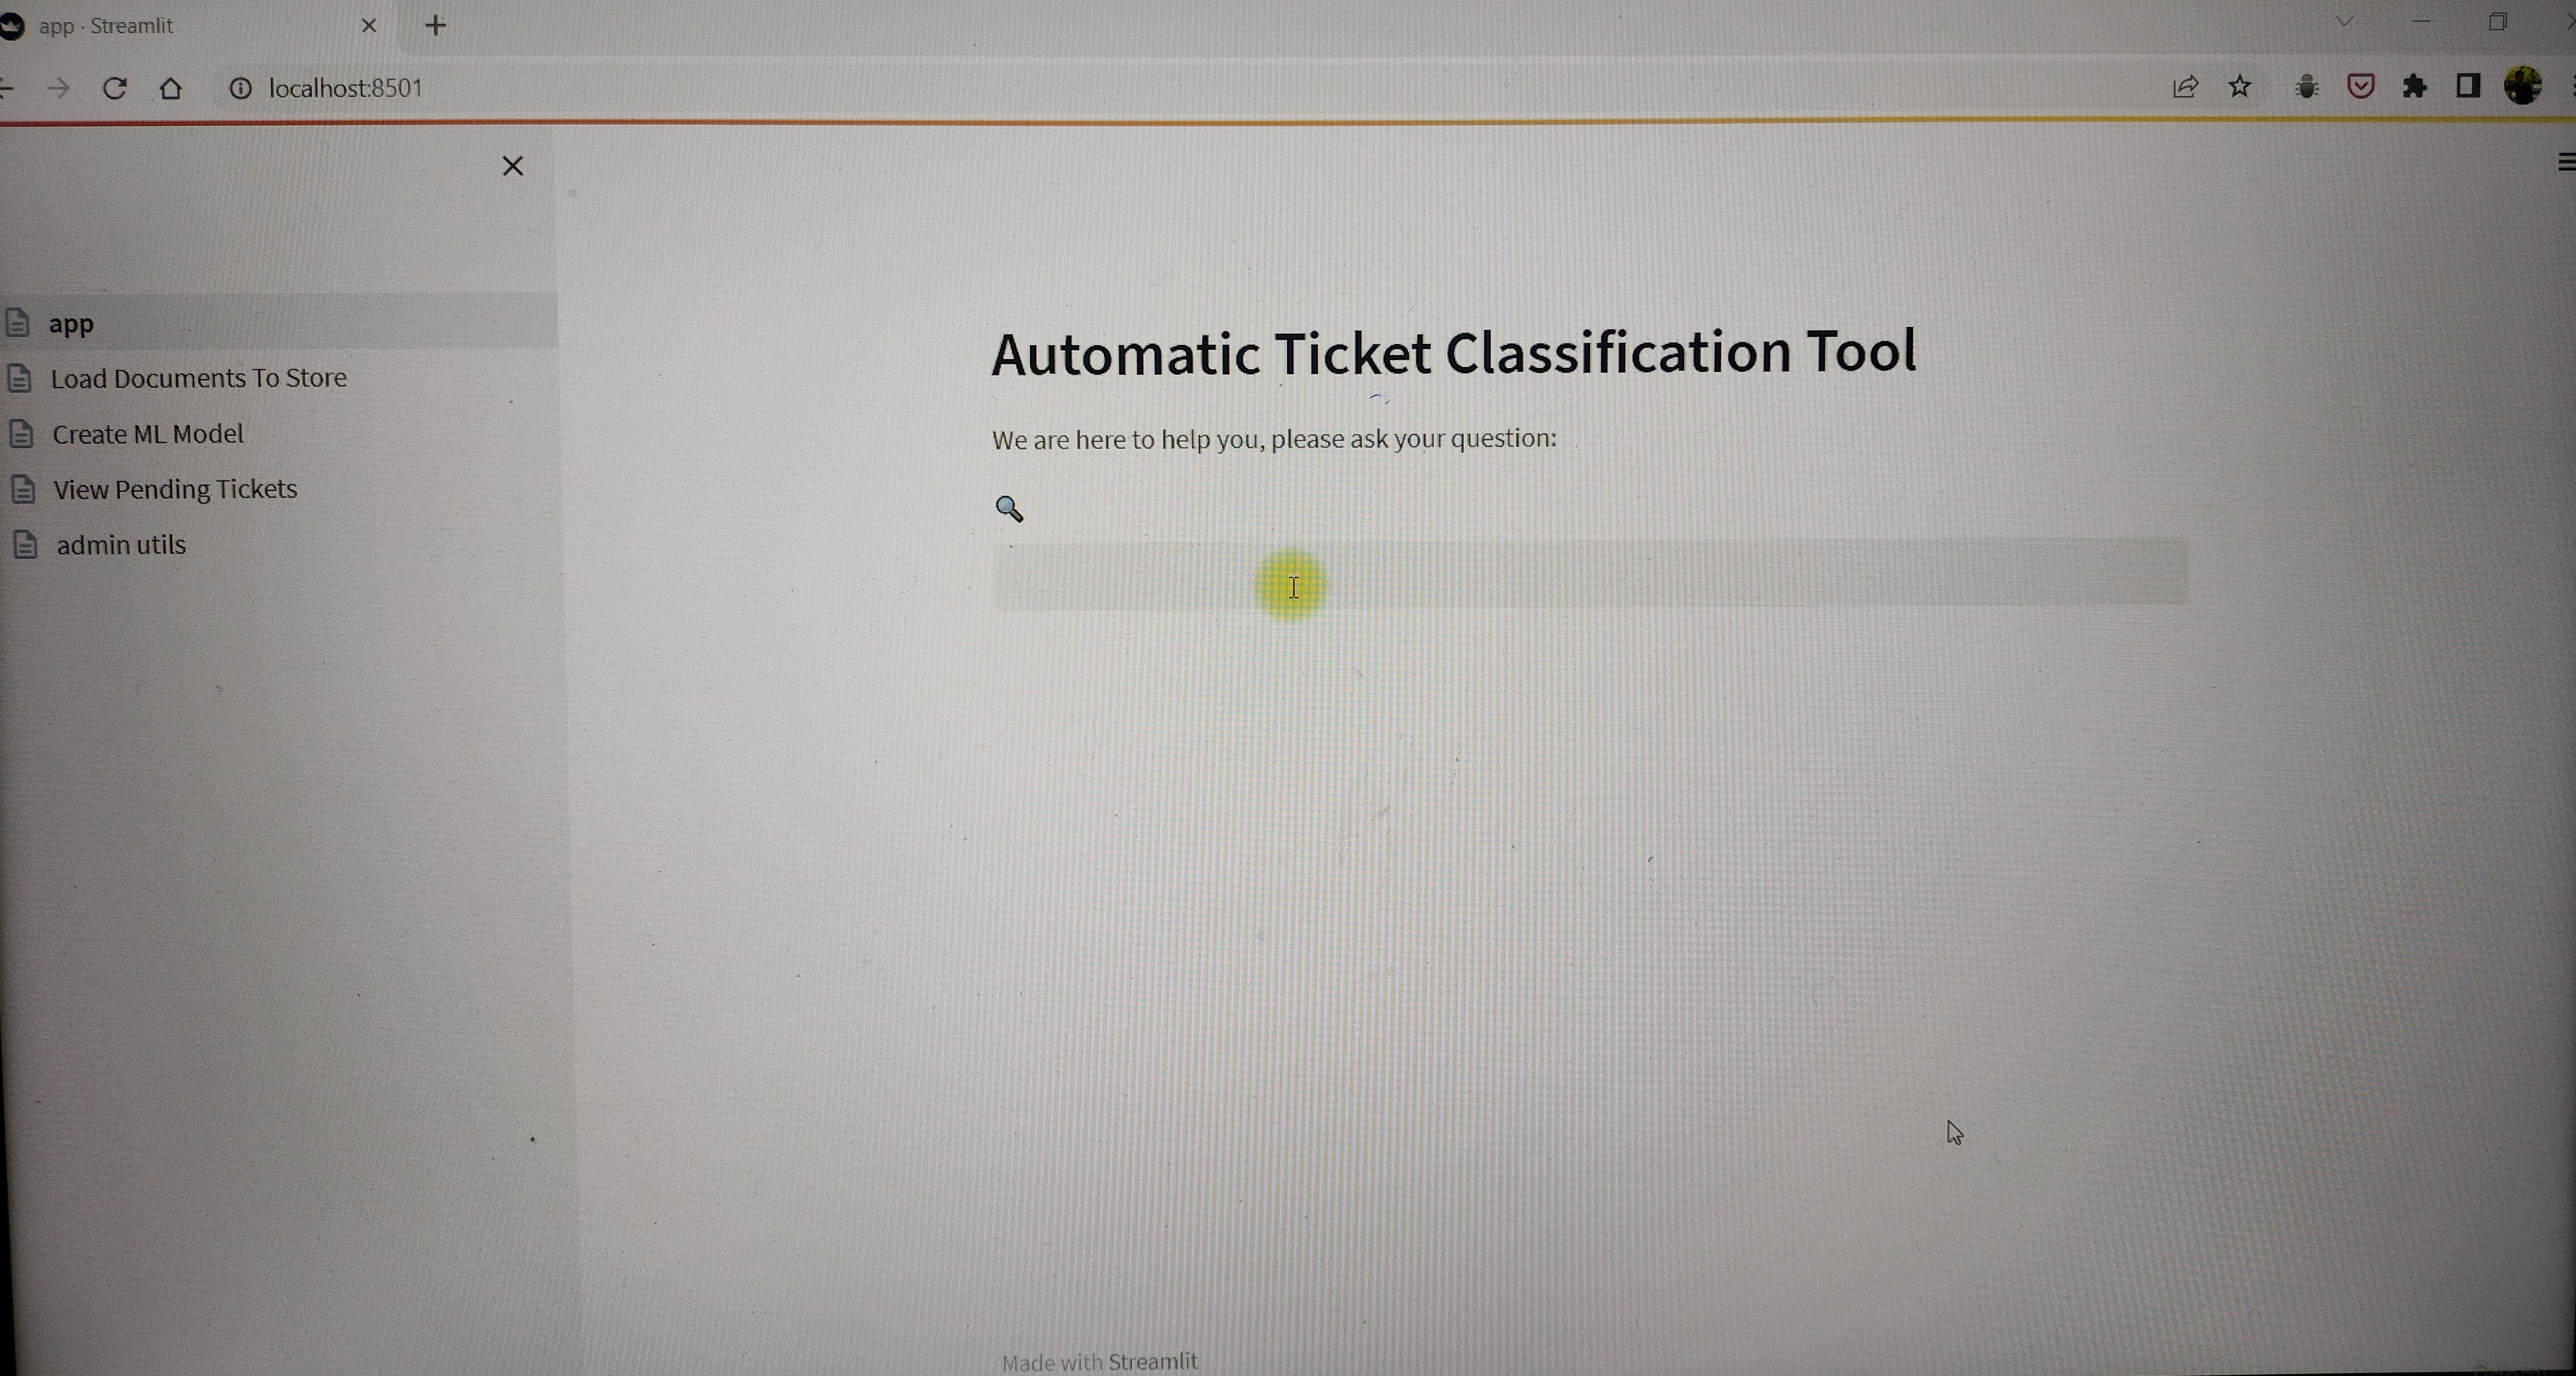 app · Streamlit
localhost:8501
app
Load Documents To Store
Create ML Model
View Pending Tickets
admin utils
Automatic Ticket Classification Tool
We are here to help you, please ask your question:
Made with Streamlit